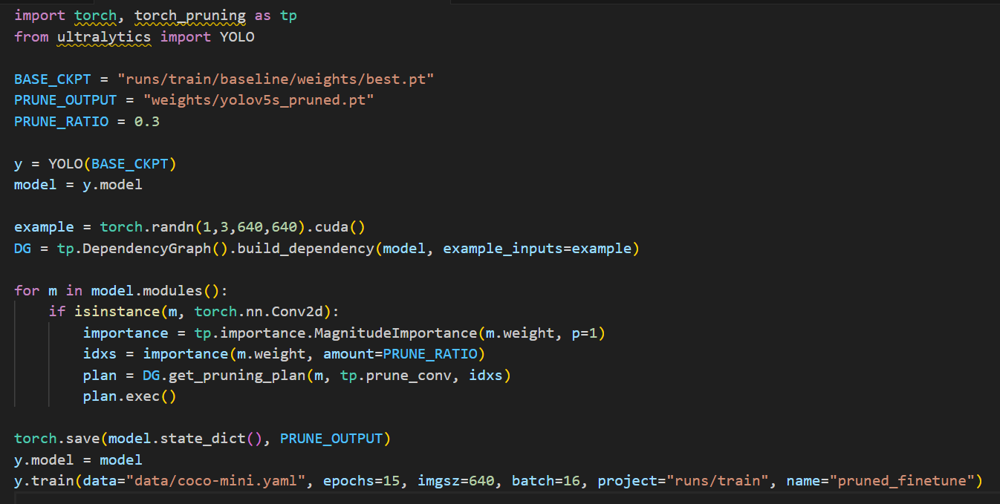 import torch, torch_pruning as tp
from ultralytics import YOLO
BASE_CKPT = "runs/train/baseline/weights/best.pt"
PRUNE_OUTPUT = "weights/yolov5s_pruned.pt"
PRUNE_RATIO = 0.3
y = YOLO(BASE_CKPT)
model = y.model
example = torch.randn(1,3,640,640).cuda()
DG = tp.DependencyGraph().build_dependency(model, example_inputs=example)
for m in model.modules():
    if isinstance(m, torch.nn.Conv2d):
        importance = tp.importance.MagnitudeImportance(m.weight, p=1)
        idxs = importance(m.weight, amount=PRUNE_RATIO)
        plan = DG.get_pruning_plan(m, tp.prune_conv, idxs)
        plan.exec()
torch.save(model.state_dict(), PRUNE_OUTPUT)
y.model = model
y.train(data="data/coco-mini.yaml", epochs=15, imgsz=640, batch=16, project="runs/train", name="pruned_finetune")